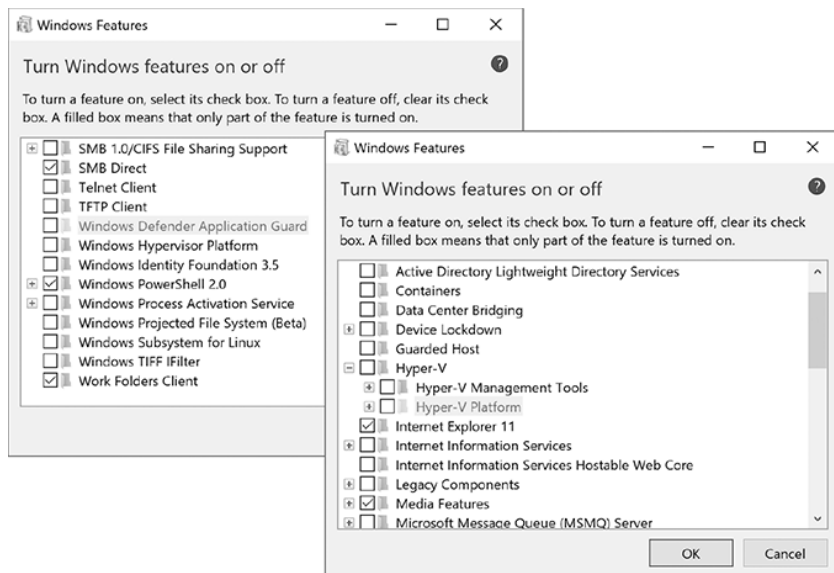 Windows Features
Turn Windows features on or off
To turn a feature on, select its check box. To turn a feature off, clear its check
box. A filled box means that only part of the feature is turned on.
SMB 1.0/CIFS File Sharing Support
SMB Direct
Telnet Client
TFTP Client
Windows Defender Application Guard
Windows Hypervisor Platform
Windows Identity Foundation 3.5
Windows PowerShell 2.0
Windows Process Activation Service
Windows Projected File System (Beta)
Windows Subsystem for Linux
Windows TIFF IFilter
Work Folders Client
Windows Features
Turn Windows features on or off
To turn a feature on, select its check box. To turn a feature off, clear its check
box. A filled box means that only part of the feature is turned on.
Active Directory Lightweight Directory Services
Containers
Data Center Bridging
Device Lockdown
Guarded Host
Hyper-V
Hyper-V Management Tools
Hyper-V Platform
Internet Explorer 11
Internet Information Services
Internet Information Services Hostable Web Core
Legacy Components
Media Features
Microsoft Message Queue (MSMQ) Server
OK Cancel